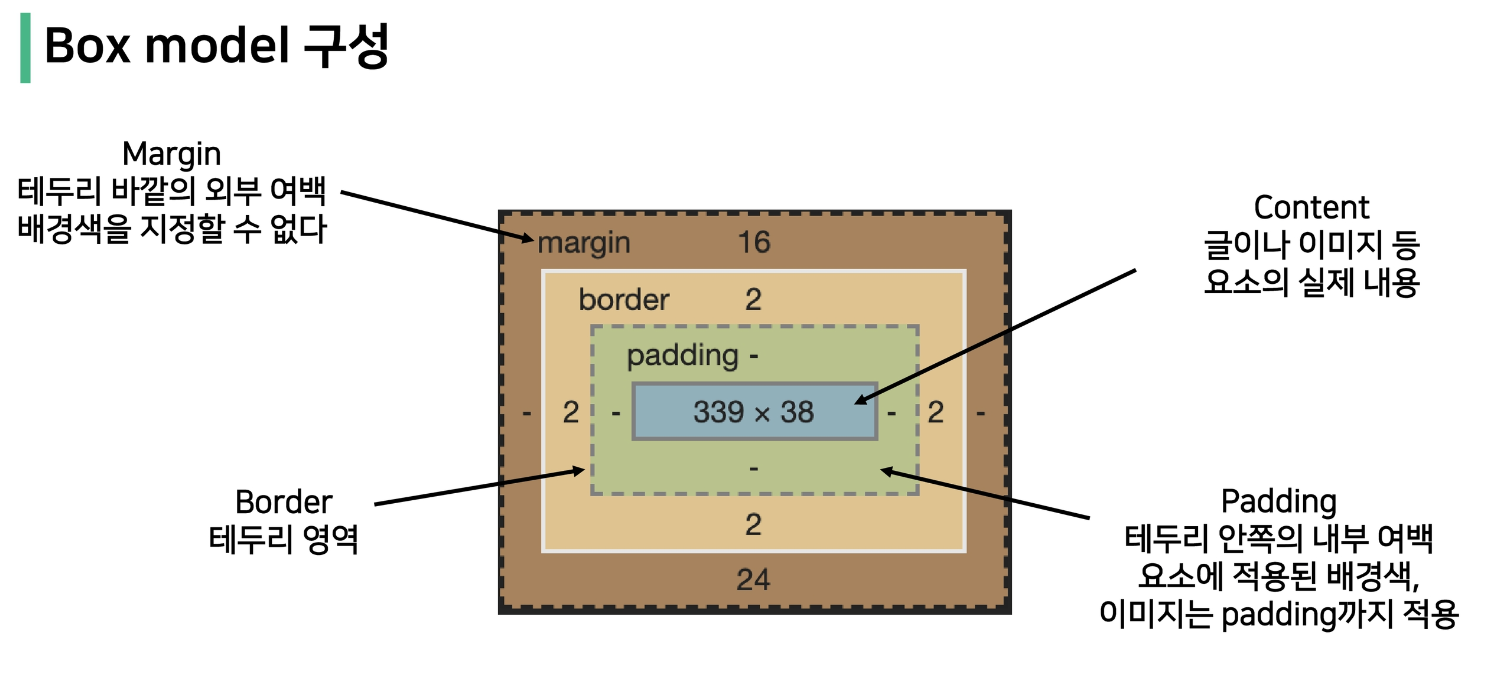 Box model 구성
Margin
테두리 바깥의 외부 여백
배경색을 지정할 수 없다
Content
글이나 이미지 등
요소의 실제 내용
margin 16
border 2
padding -
- 2 - 339 × 38 - 2 -
-
2
24
Border
테두리 영역
Padding
테두리 안쪽의 내부 여백
요소에 적용된 배경색,
이미지는 padding까지 적용